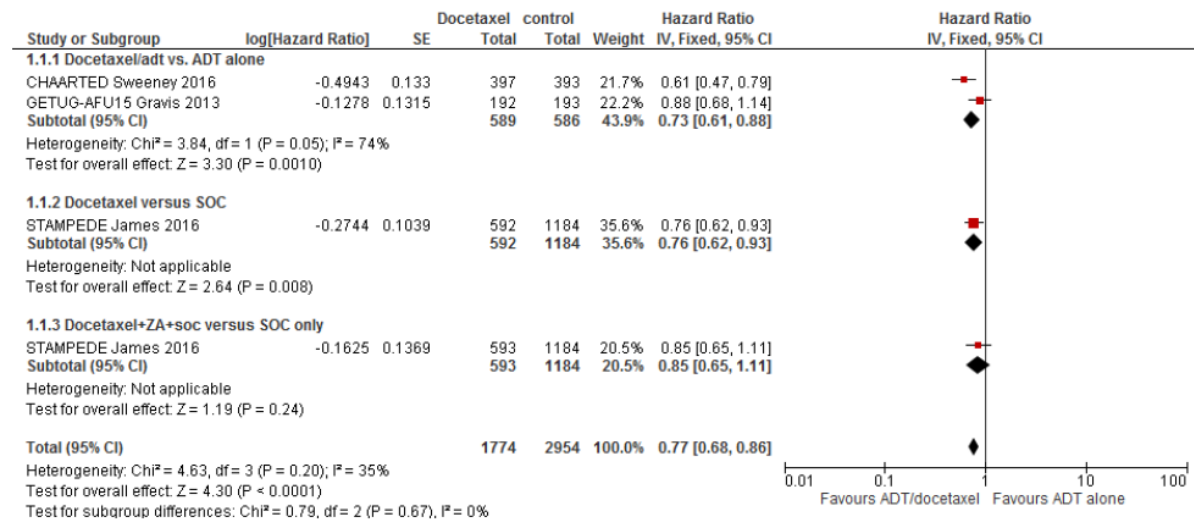 Docetaxel control Hazard Ratio Hazard Ratio
Study or Subgroup log[Hazard Ratio] SE Total Total Weight IV, Fixed, 95% CI IV, Fixed, 95% CI
1.1.1 Docetaxel/adt vs. ADT alone
CHAARTED Sweeney 2016 -0.4943 0.133 397 393 21.7% 0.61 [0.47, 0.79]
GETUG-AFU15 Gravis 2013 -0.1278 0.1315 192 193 22.2% 0.88 [0.68, 1.14]
Subtotal (95% CI) 589 586 43.9% 0.73 [0.61, 0.88]
Heterogeneity: Chi² = 3.84, df = 1 (P = 0.05); I² = 74%
Test for overall effect: Z = 3.30 (P = 0.0010)
1.1.2 Docetaxel versus SOC
STAMPEDE James 2016 -0.2744 0.1039 592 1184 35.6% 0.76 [0.62, 0.93]
Subtotal (95% CI) 592 1184 35.6% 0.76 [0.62, 0.93]
Heterogeneity: Not applicable
Test for overall effect: Z = 2.64 (P = 0.008)
1.1.3 Docetaxel+ZA+soc versus SOC only
STAMPEDE James 2016 -0.1625 0.1369 593 1184 20.5% 0.85 [0.65, 1.11]
Subtotal (95% CI) 593 1184 20.5% 0.85 [0.65, 1.11]
Heterogeneity: Not applicable
Test for overall effect: Z = 1.19 (P = 0.24)
Total (95% CI) 1774 2954 100.0% 0.77 [0.68, 0.86]
Heterogeneity: Chi² = 4.63, df = 3 (P = 0.20); I² = 35%
Test for overall effect: Z = 4.30 (P < 0.0001)
Test for subgroup differences: Chi² = 0.79, df = 2 (P = 0.67), I² = 0%
0.01 0.1 1 10 100
Favours ADT/docetaxel Favours ADT alone